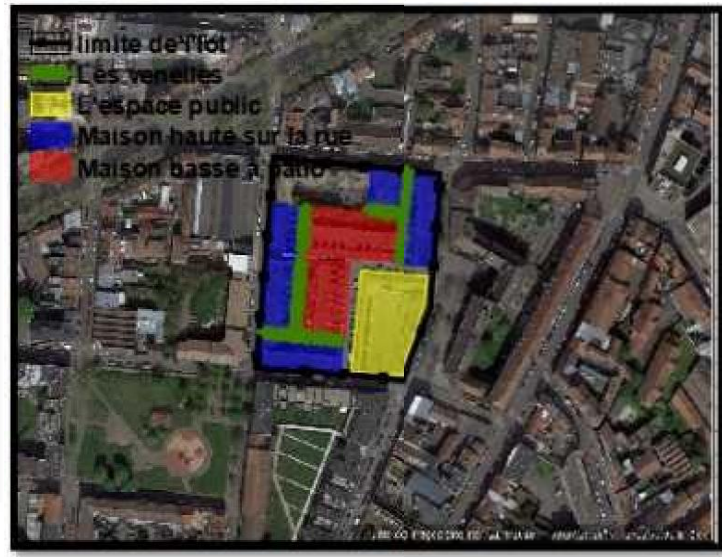 limite de l'îlot
Les venelles
L'espace public
Maison haute sur la rue
Maison basse à patio